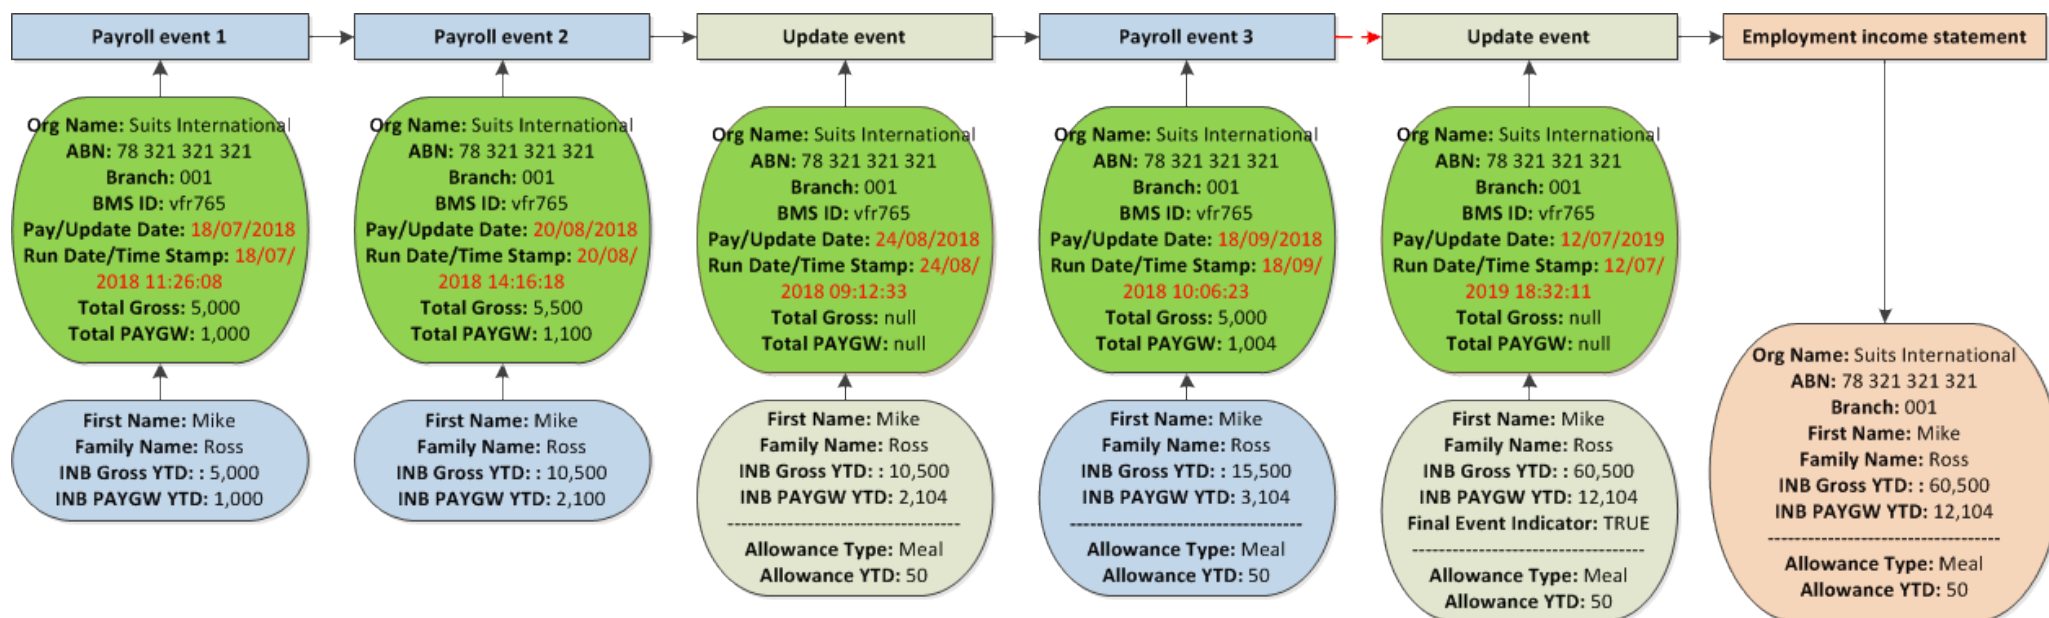 Payroll event 1
Payroll event 2
Update event
Payroll event 3
Update event
Employment income statement
Org Name: Suits International
ABN: 78 321 321 321
Branch: 001
BMS ID: vfr765
Pay/Update Date: 18/07/2018
Run Date/Time Stamp: 18/07/
2018 11:26:08
Total Gross: 5,000
Total PAYGW: 1,000
First Name: Mike
Family Name: Ross
INB Gross YTD: : 5,000
INB PAYGW YTD: 1,000
Org Name: Suits International
ABN: 78 321 321 321
Branch: 001
BMS ID: vfr765
Pay/Update Date: 20/08/2018
Run Date/Time Stamp: 20/08/
2018 14:16:18
Total Gross: 5,500
Total PAYGW: 1,100
First Name: Mike
Family Name: Ross
INB Gross YTD: : 10,500
INB PAYGW YTD: 2,100
Org Name: Suits International
ABN: 78 321 321 321
Branch: 001
BMS ID: vfr765
Pay/Update Date: 24/08/2018
Run Date/Time Stamp: 24/08/
2018 09:12:33
Total Gross: null
Total PAYGW: null
First Name: Mike
Family Name: Ross
INB Gross YTD: : 10,500
INB PAYGW YTD: 2,104
-----------------------------------
Allowance Type: Meal
Allowance YTD: 50
Org Name: Suits International
ABN: 78 321 321 321
Branch: 001
BMS ID: vfr765
Pay/Update Date: 18/09/2018
Run Date/Time Stamp: 18/09/
2018 10:06:23
Total Gross: 5,000
Total PAYGW: 1,004
First Name: Mike
Family Name: Ross
INB Gross YTD: : 15,500
INB PAYGW YTD: 3,104
-----------------------------------
Allowance Type: Meal
Allowance YTD: 50
Org Name: Suits International
ABN: 78 321 321 321
Branch: 001
BMS ID: vfr765
Pay/Update Date: 12/07/2019
Run Date/Time Stamp: 12/07/
2019 18:32:11
Total Gross: null
Total PAYGW: null
First Name: Mike
Family Name: Ross
INB Gross YTD: : 60,500
INB PAYGW YTD: 12,104
Final Event Indicator: TRUE
-----------------------------------
Allowance Type: Meal
Allowance YTD: 50
Org Name: Suits International
ABN: 78 321 321 321
Branch: 001
First Name: Mike
Family Name: Ross
INB Gross YTD: : 60,500
INB PAYGW YTD: 12,104
-----------------------------------
Allowance Type: Meal
Allowance YTD: 50